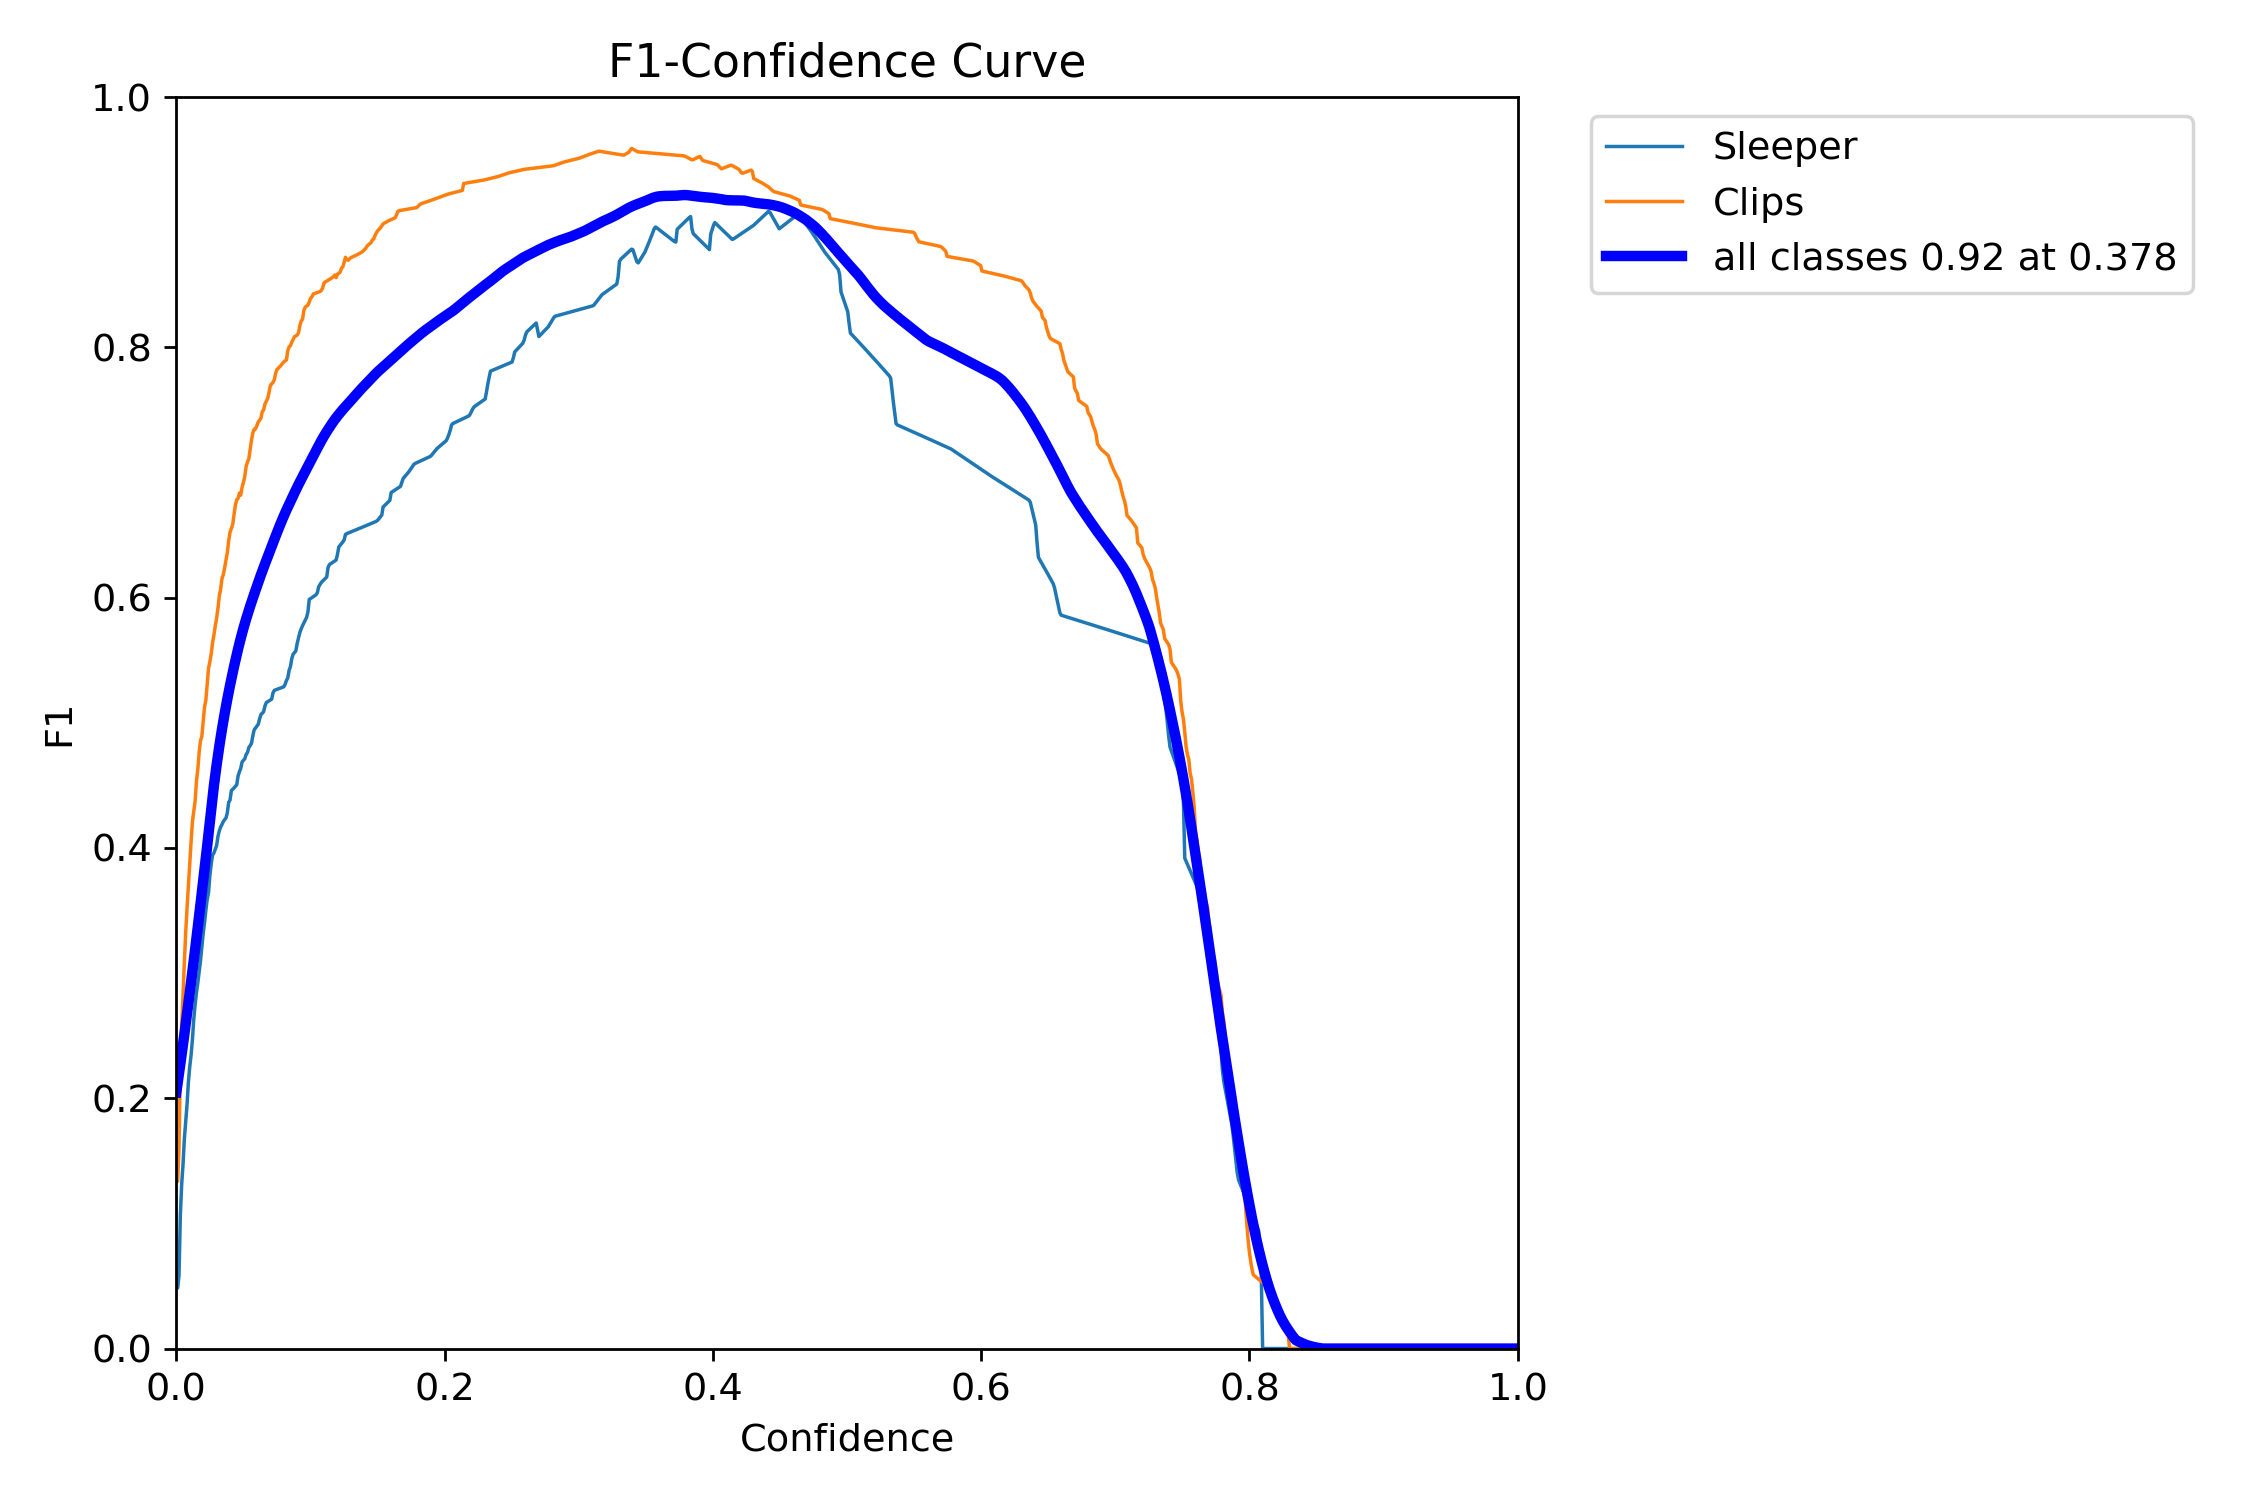 F1-Confidence Curve
1.0
0.8
0.6
0.4
0.2
0.0
F1
0.0 0.2 0.4 0.6 0.8 1.0
Confidence
Sleeper
Clips
all classes 0.92 at 0.378